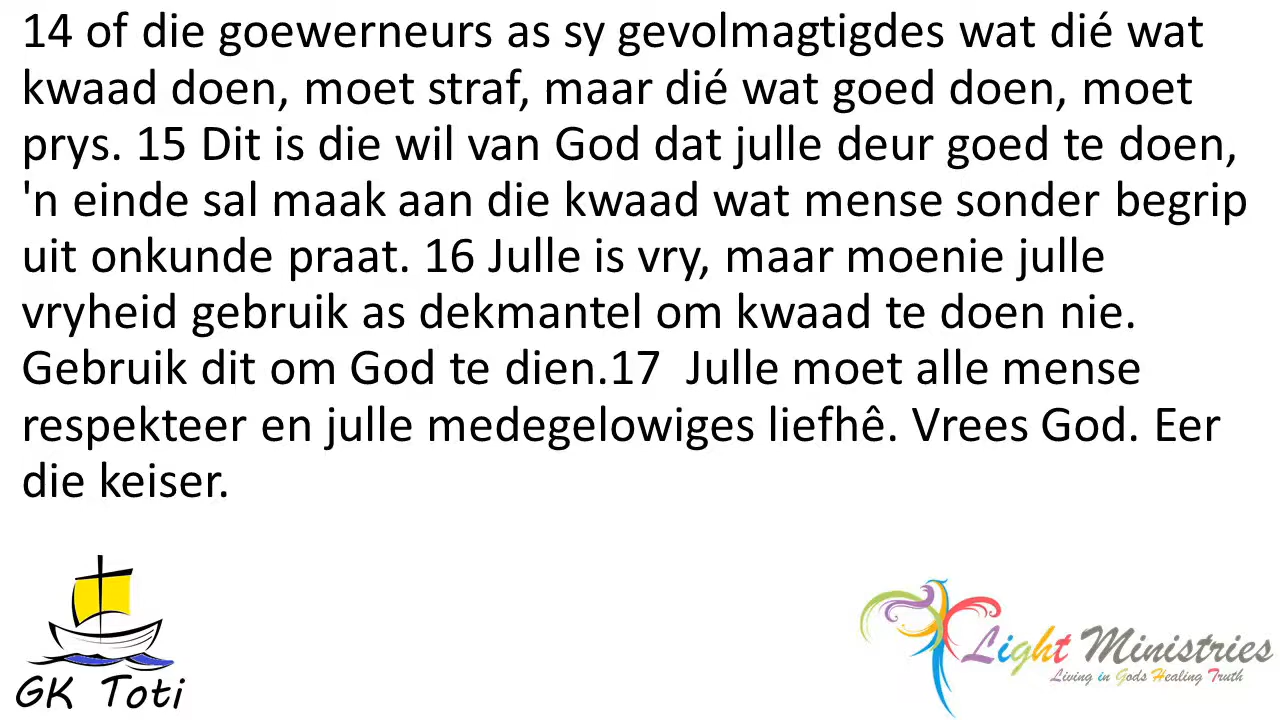 14 of die goewerneurs as sy gevolmagtigdes wat dié wat
kwaad doen, moet straf, maar dié wat goed doen, moet
prys. 15 Dit is die wil van God dat julle deur goed te doen,
'n einde sal maak aan die kwaad wat mense sonder begrip
uit onkunde praat. 16 Julle is vry, maar moenie julle
vryheid gebruik as dekmantel om kwaad te doen nie.
Gebruik dit om God te dien.17  Julle moet alle mense
respekteer en julle medegelowiges liefhê. Vrees God. Eer
die keiser.
GK Toti
Light Ministries
Living in Gods Healing Truth